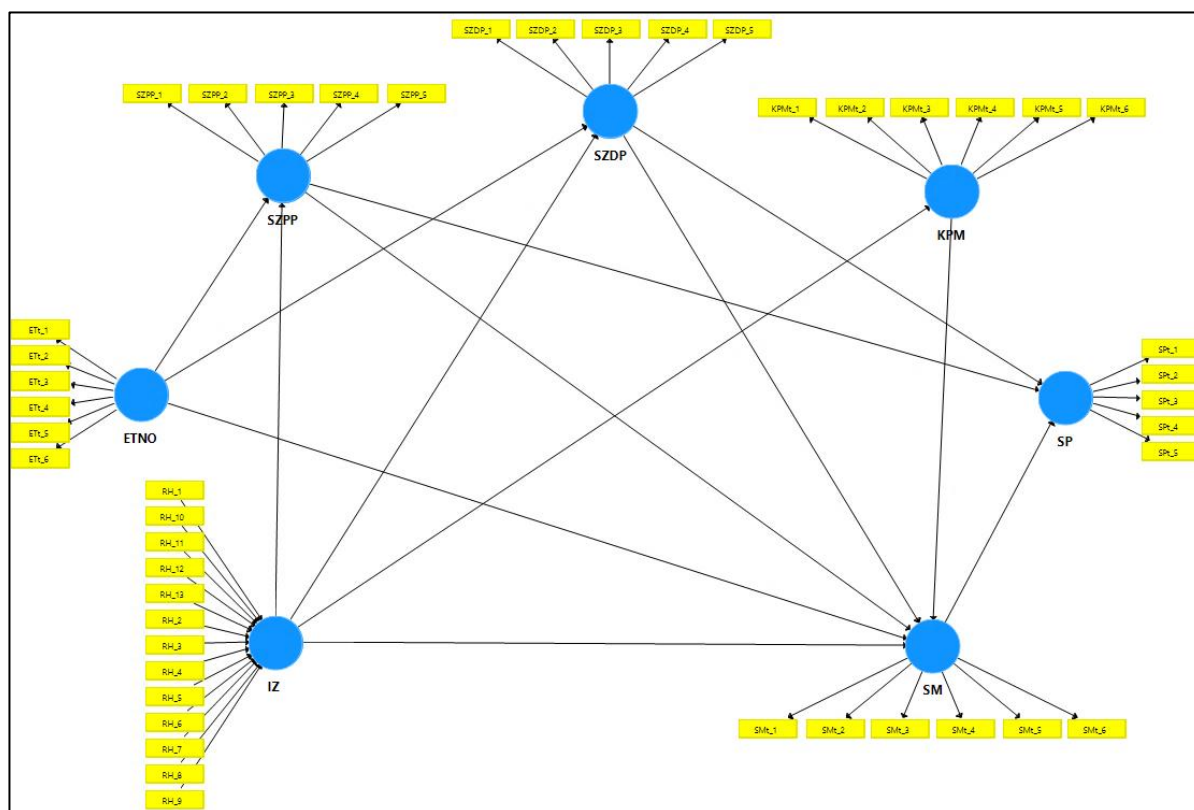 SZDP_1
SZDP_2
SZDP_3
SZDP_4
SZDP_5
SZDP
SZPP_1
SZPP_2
SZPP_3
SZPP_4
SZPP_5
SZPP
KPMt_1
KPMt_2
KPMt_3
KPMt_4
KPMt_5
KPMt_6
KPM
ETt_1
ETt_2
ETt_3
ETt_4
ETt_5
ETt_6
ETNO
SPt_1
SPt_2
SPt_3
SPt_4
SPt_5
SP
RH_1
RH_10
RH_11
RH_12
RH_13
RH_2
RH_3
RH_4
RH_5
RH_6
RH_7
RH_8
RH_9
IZ
SM
SMt_1
SMt_2
SMt_3
SMt_4
SMt_5
SMt_6